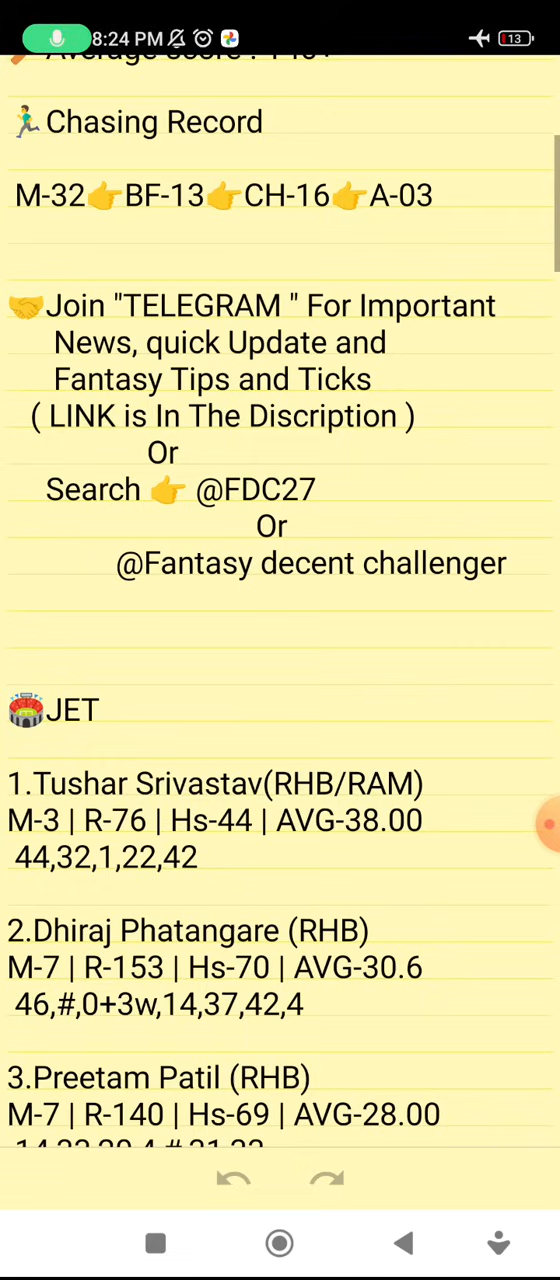 8:24 PM
13
Average score : 140+
🏃‍♂️Chasing Record
M-32👉BF-13👉CH-16👉A-03
🤝Join "TELEGRAM " For Important
News, quick Update and
Fantasy Tips and Ticks
( LINK is In The Discription )
Or
Search 👉 @FDC27
Or
@Fantasy decent challenger
🏟️JET
1.Tushar Srivastav(RHB/RAM)
M-3 | R-76 | Hs-44 | AVG-38.00
44,32,1,22,42
2.Dhiraj Phatangare (RHB)
M-7 | R-153 | Hs-70 | AVG-30.6
46,#,0+3w,14,37,42,4
3.Preetam Patil (RHB)
M-7 | R-140 | Hs-69 | AVG-28.00